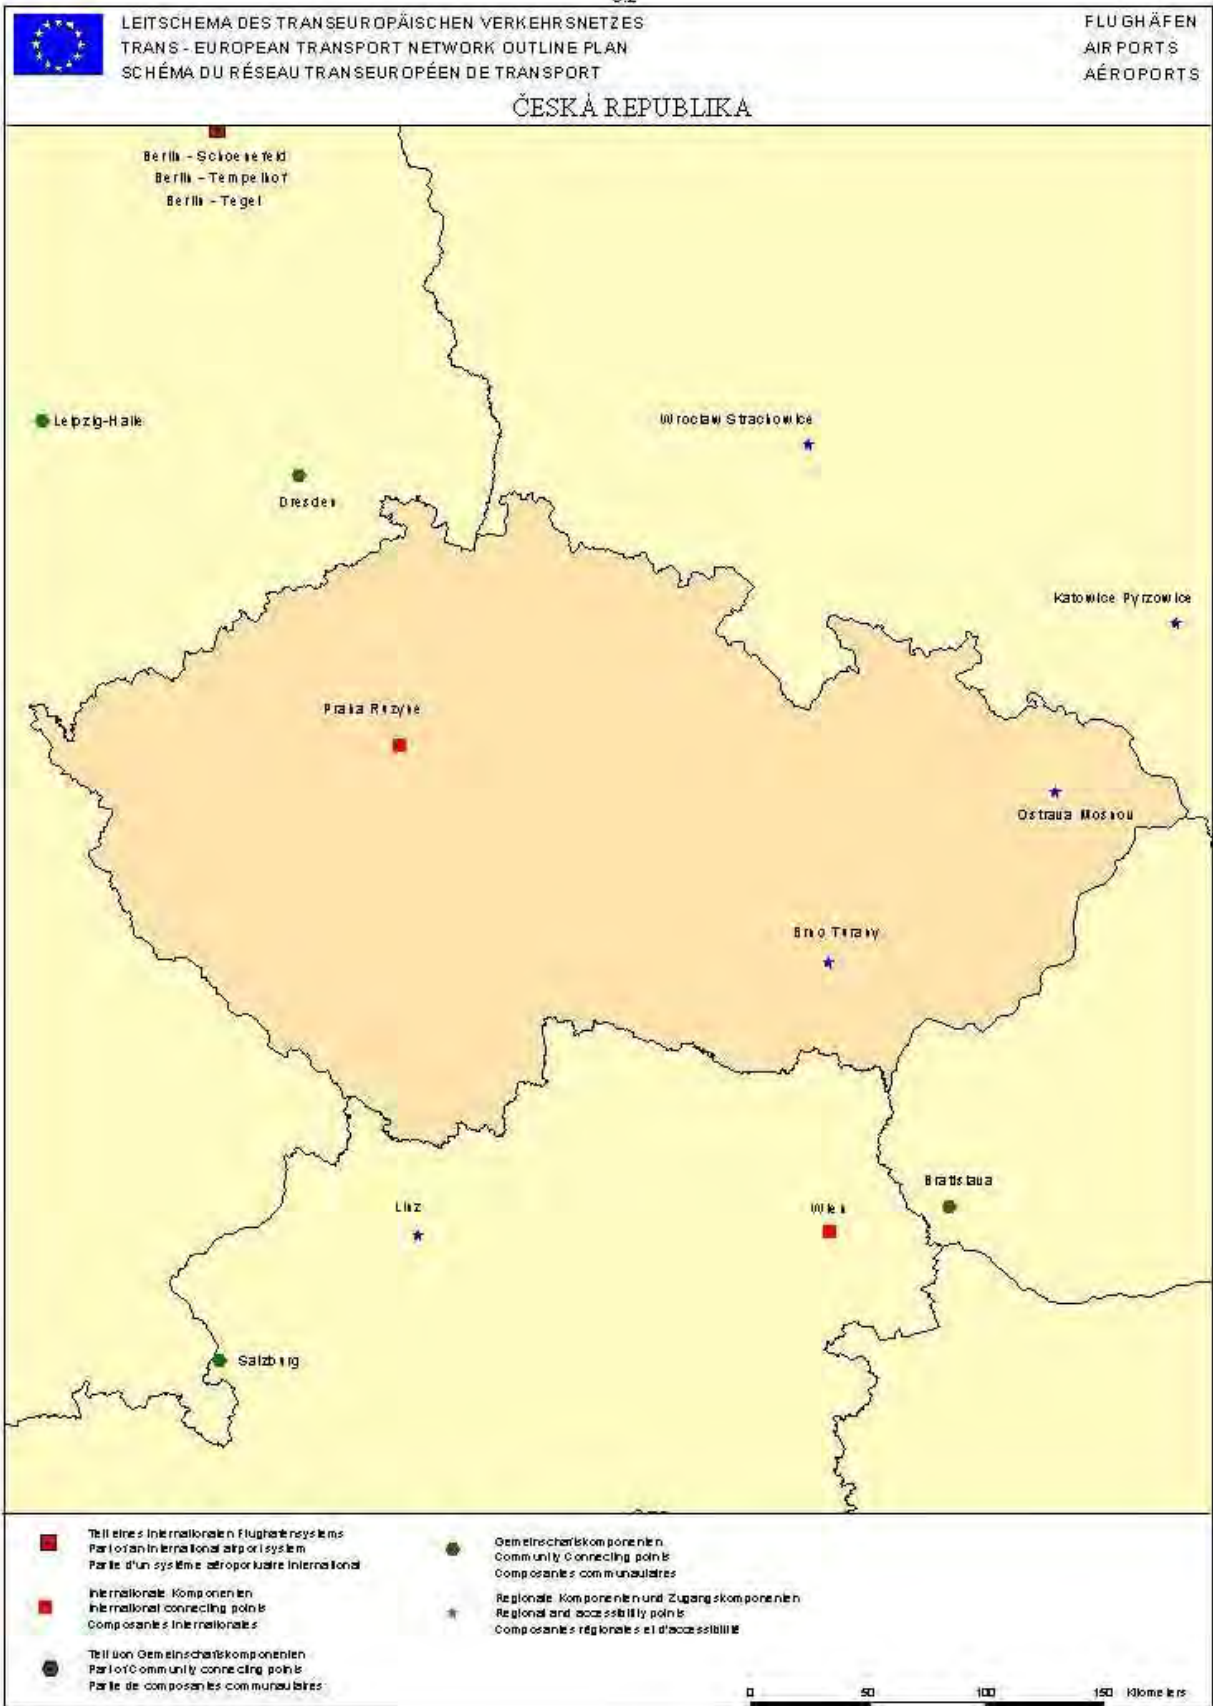 LEITSCHEMA DES TRANSEUROPÄISCHEN VERKEHRSNETZES
TRANS - EUROPEAN TRANSPORT NETWORK OUTLINE PLAN
SCHÉMA DU RÉSEAU TRANSEUROPÉEN DE TRANSPORT
FLUGHÄFEN
AIRPORTS
AÉROPORTS
ČESKÁ REPUBLIKA
Berlin - Schoenefeld
Berlin - Tempelhof
Berlin - Tegel
Leipzig-Halle
Dresden
Wroclaw Strachowice
Katowice Pyrzowice
Praha Ruzyne
Ostrava Mosnov
Brno Turany
Bratislava
Linz
Wien
Salzburg
Teil eines internationalen Flughafensystems
Part of an international airport system
Partie d'un système aéroportuaire international
Internationale Komponenten
International connecting points
Composantes internationales
Teil von Gemeinschaftskomponenten
Part of Community connecting points
Partie de composantes communautaires
Gemeinschaftskomponenten
Community Connecting points
Composantes communautaires
Regionale Komponenten und Zugangskomponenten
Regional and accessibility points
Composantes régionales et d'accessibilité
0 50 100 150 Kilometers